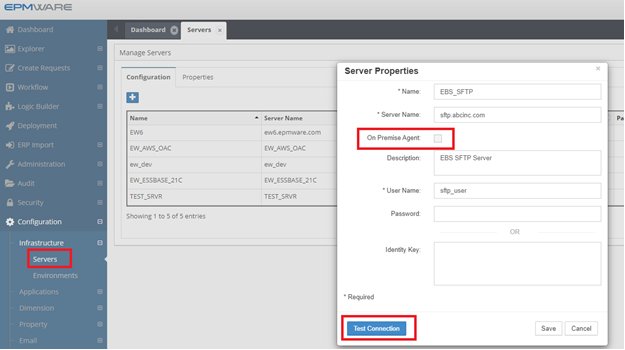 EPMWARE
Dashboard
Explorer
Create Requests
Workflow
Logic Builder
Deployment
ERP Import
Administration
Audit
Security
Configuration
Infrastructure
Servers
Environments
Applications
Dimension
Property
Email
Dashboard
Servers
Manage Servers
Configuration Properties
Name Server Name
EW6 ew6.epmware.com
EW_AWS_OAC EW_AWS_OAC
ew_dev ew_dev
EW_ESSBASE_21C EW_ESSBASE_21C
TEST_SRVR TEST_SRVR
Showing 1 to 5 of 5 entries
Pa
Server Properties
* Name: EBS_SFTP
* Server Name: sftp.abcinc.com
On Premise Agent:
Description: EBS SFTP Server
* User Name: sftp_user
Password:
OR
Identity Key:
* Required
Test Connection Save Cancel